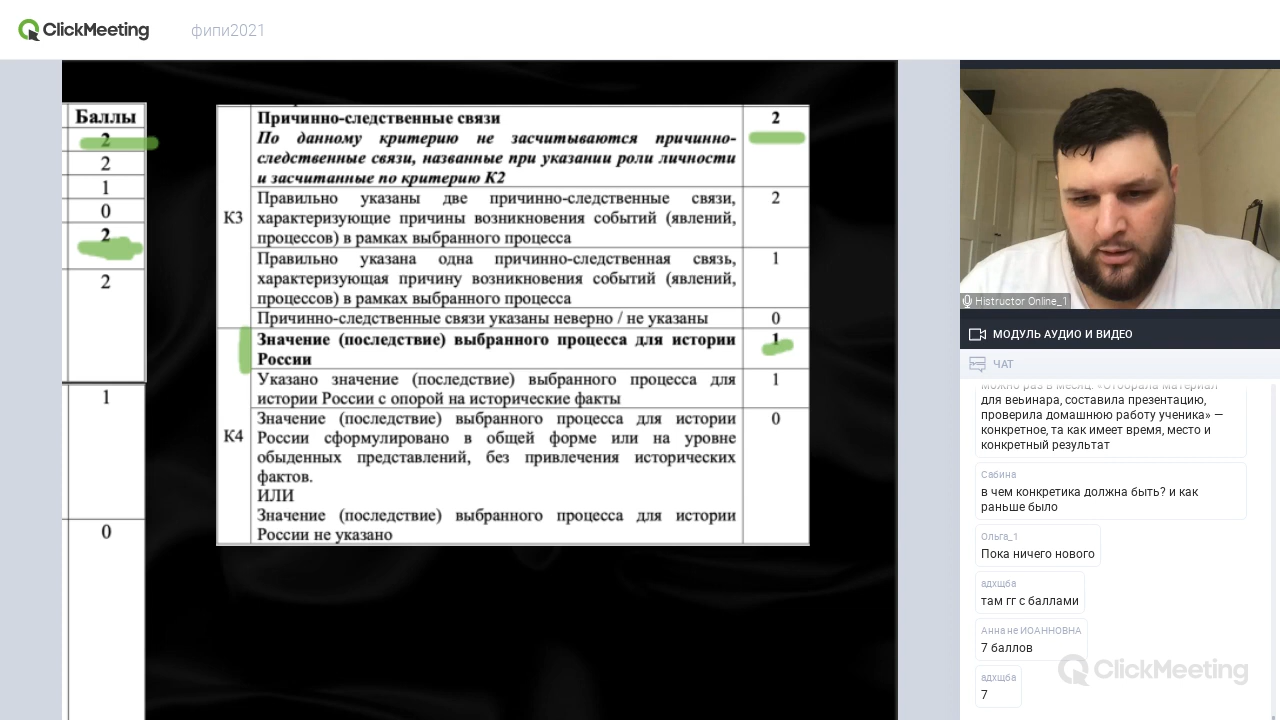 ClickMeeting
фипи2021
Баллы
2
2
1
0
2
2
1
0
Причинно-следственные связи
2
По данному критерию не засчитываются причинно-
следственные связи, названные при указании роли личности
и засчитанные по критерию К2
К3
Правильно указаны две причинно-следственные связи,
2
характеризующие причины возникновения событий (явлений,
процессов) в рамках выбранного процесса
Правильно указана одна причинно-следственная связь,
1
характеризующая причину возникновения событий (явлений,
процессов) в рамках выбранного процесса
Причинно-следственные связи указаны неверно / не указаны
0
Значение (последствие) выбранного процесса для истории
1
России
Указано значение (последствие) выбранного процесса для
1
истории России с опорой на исторические факты
К4
Значение (последствие) выбранного процесса для истории
0
России сформулировано в общей форме или на уровне
обыденных представлений, без привлечения исторических
фактов.
ИЛИ
Значение (последствие) выбранного процесса для истории
России не указано
Histructor Online_1
МОДУЛЬ АУДИО И ВИДЕО
ЧАТ
можно раз в месяц. «Отобрала материал
для вебинара, составила презентацию,
проверила домашнюю работу ученика» —
конкретное, та как имеет время, место и
конкретный результат
Сабина
в чем конкретика должна быть? и как
раньше было
Ольга_1
Пока ничего нового
адхщба
там гг с баллами
Анна не ИОАННОВНА
7 баллов
адхщба
7
ClickMeeting